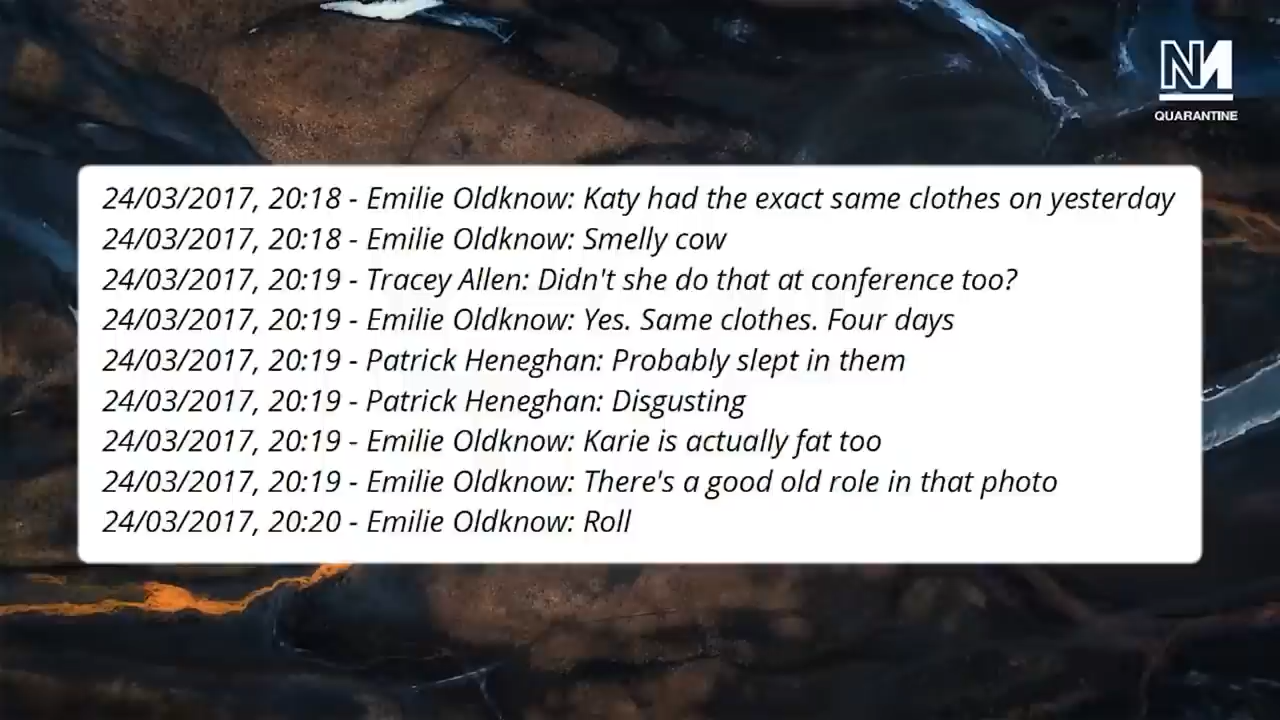 NM
QUARANTINE
24/03/2017, 20:18 - Emilie Oldknow: Katy had the exact same clothes on yesterday
24/03/2017, 20:18 - Emilie Oldknow: Smelly cow
24/03/2017, 20:19 - Tracey Allen: Didn't she do that at conference too?
24/03/2017, 20:19 - Emilie Oldknow: Yes. Same clothes. Four days
24/03/2017, 20:19 - Patrick Heneghan: Probably slept in them
24/03/2017, 20:19 - Patrick Heneghan: Disgusting
24/03/2017, 20:19 - Emilie Oldknow: Karie is actually fat too
24/03/2017, 20:19 - Emilie Oldknow: There's a good old role in that photo
24/03/2017, 20:20 - Emilie Oldknow: Roll